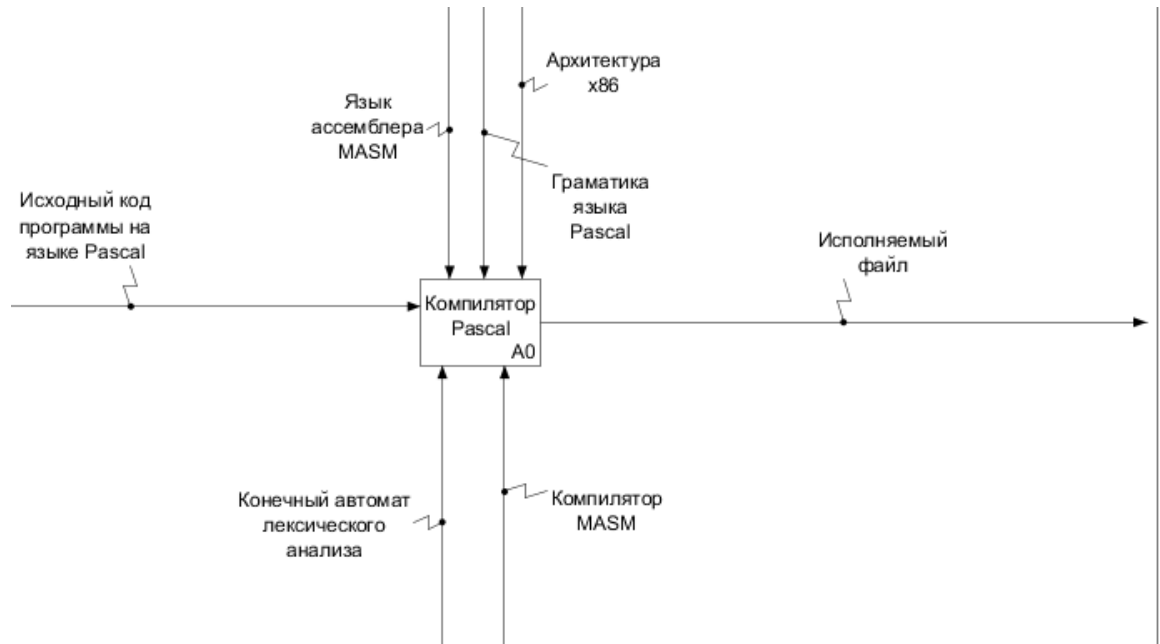 Архитектура
x86
Язык
ассемблера
MASM
Граматика
языка
Pascal
Исходный код
программы на
языке Pascal
Исполняемый
файл
Компилятор
Pascal
A0
Конечный автомат
лексического
анализа
Компилятор
MASM